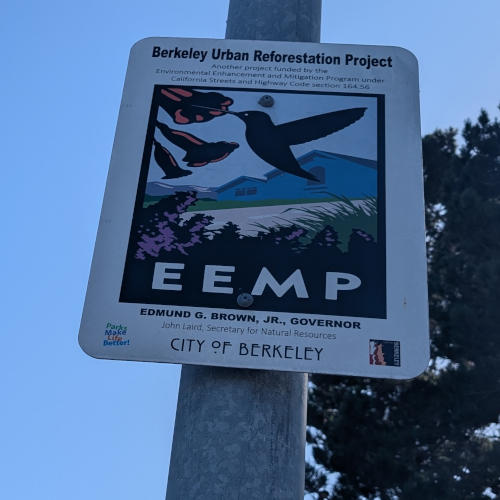 Berkeley Urban Reforestation Project
Another project funded by the
Environmental Enhancement and Mitigation Program under
California Streets and Highway Code section 164.56
EEMP
EDMUND G. BROWN, JR., GOVERNOR
John Laird, Secretary for Natural Resources
CITY OF BERKELEY
Parks
Make
Life
Better!
BERKELEY